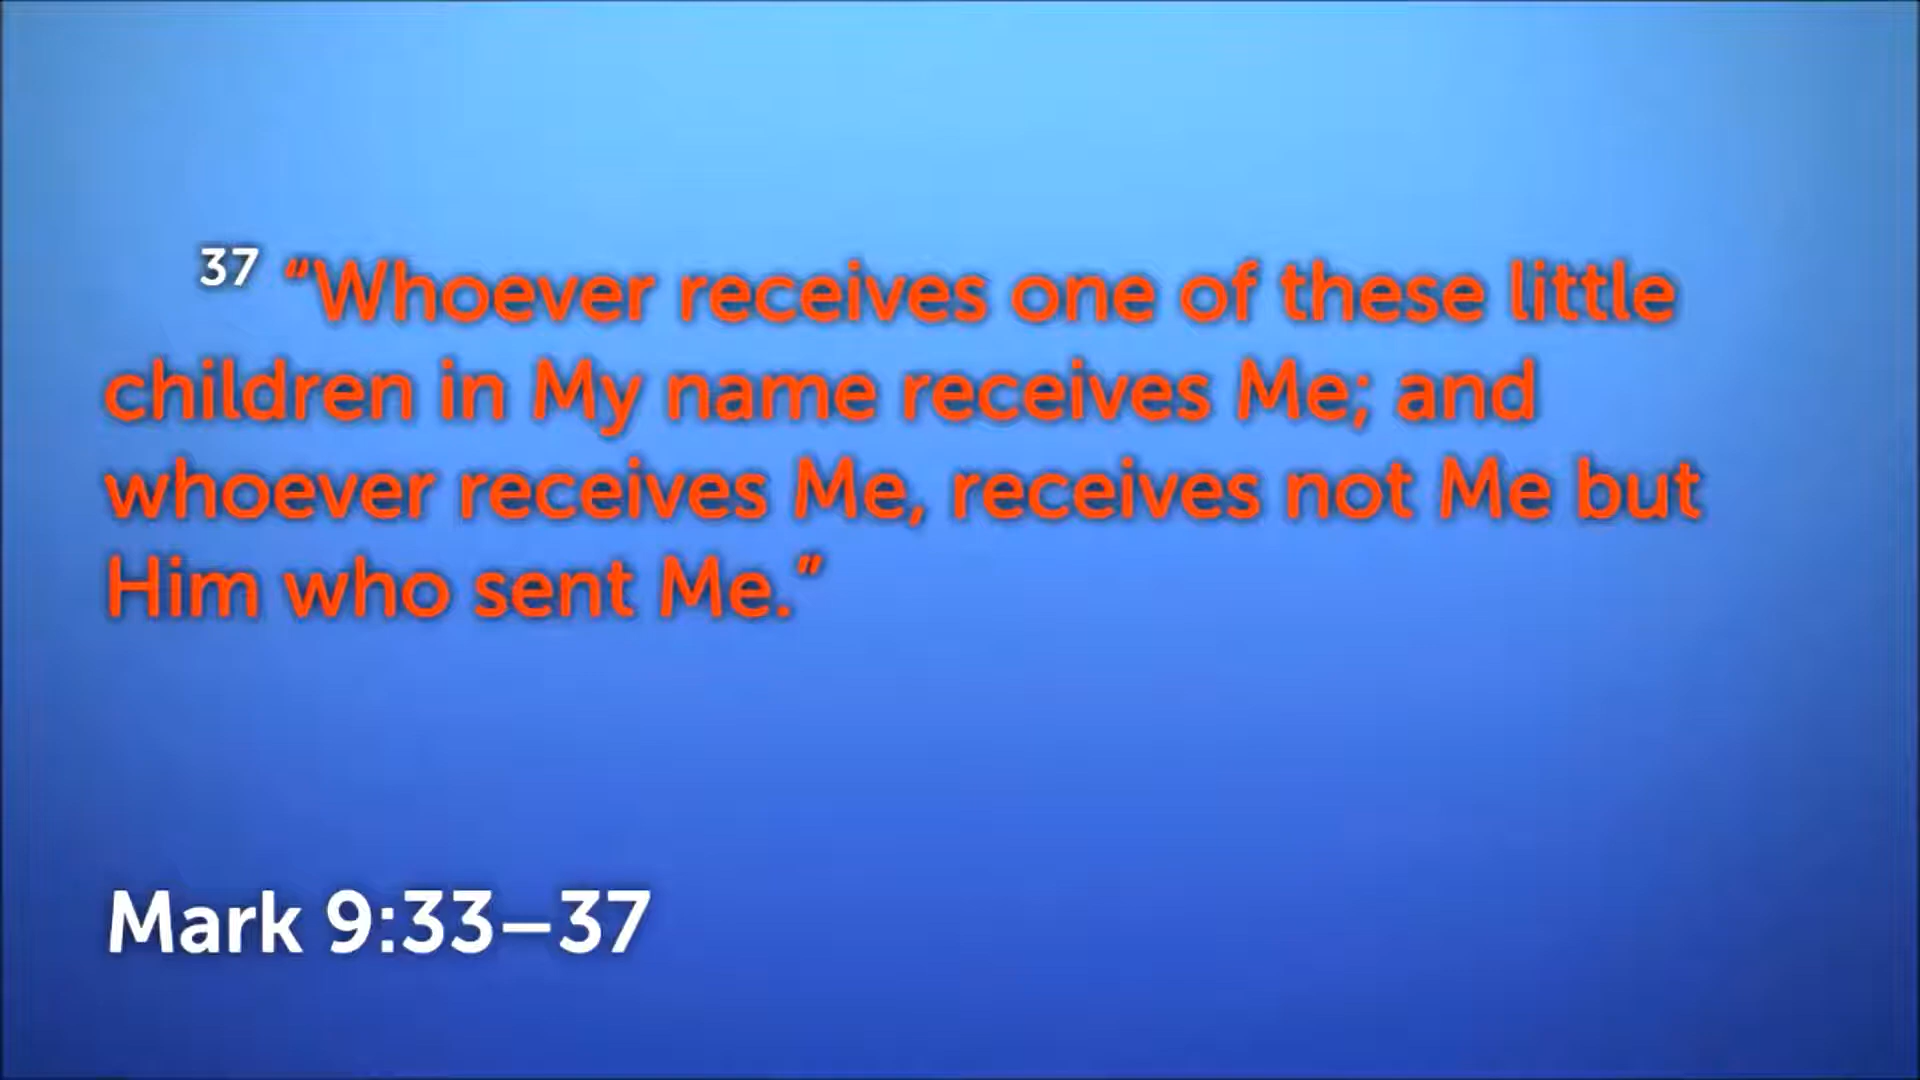 37 “Whoever receives one of these little
children in My name receives Me; and
whoever receives Me, receives not Me but
Him who sent Me.”
Mark 9:33–37